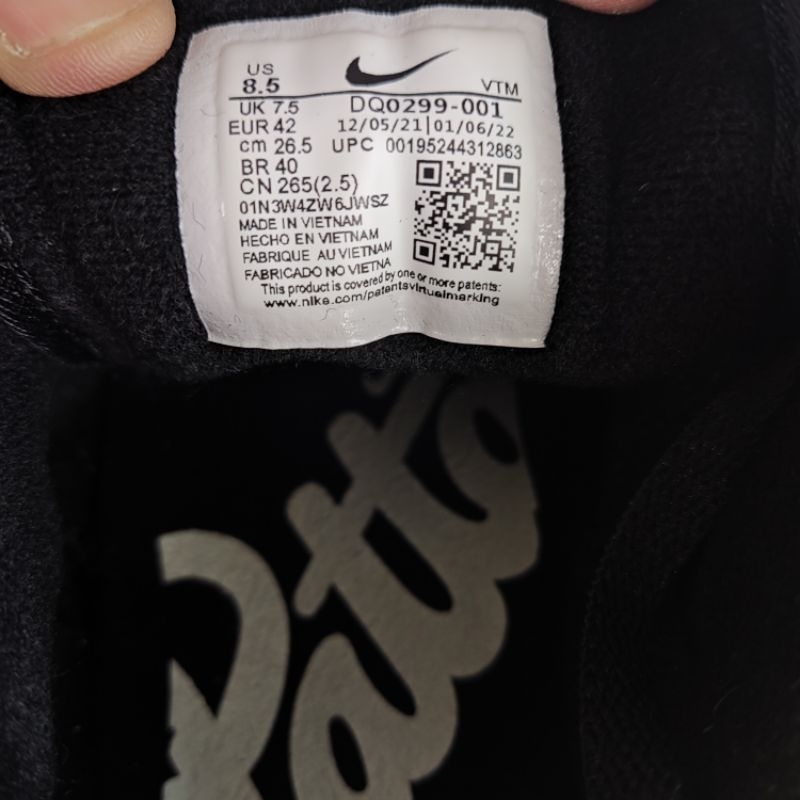 US
8.5
VTM
UK 7.5 DQ0299-001
EUR 42 12/05/21|01/06/22
cm 26.5 UPC 00195244312863
BR 40
CN 265(2.5)
01N3W4ZW6JWSZ
MADE IN VIETNAM
HECHO EN VIETNAM
FABRIQUE AU VIETNAM
FABRICADO NO VIETNA
This product is covered by one or more patents:
www.nike.com/patentsvirtualmarking
Patta